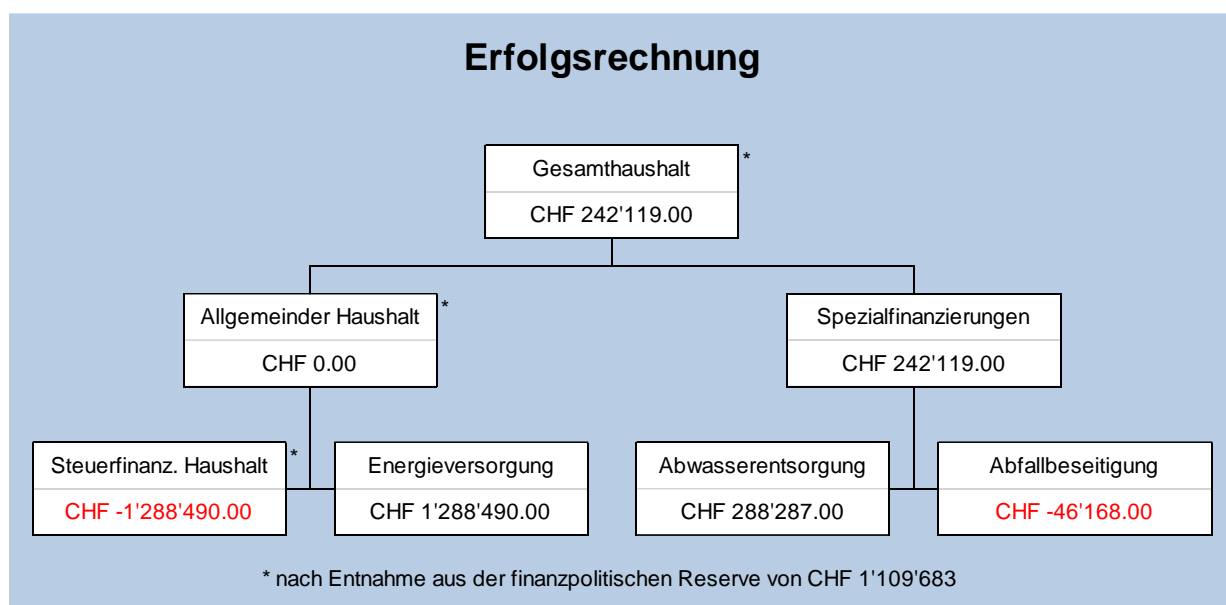 Erfolgsrechnung
Gesamthaushalt *
CHF 242'119.00
Allgemeinder Haushalt *
CHF 0.00
Spezialfinanzierungen
CHF 242'119.00
Steuerfinanz. Haushalt *
CHF -1'288'490.00
Energieversorgung
CHF 1'288'490.00
Abwasserentsorgung
CHF 288'287.00
Abfallbeseitigung
CHF -46'168.00
* nach Entnahme aus der finanzpolitischen Reserve von CHF 1'109'683